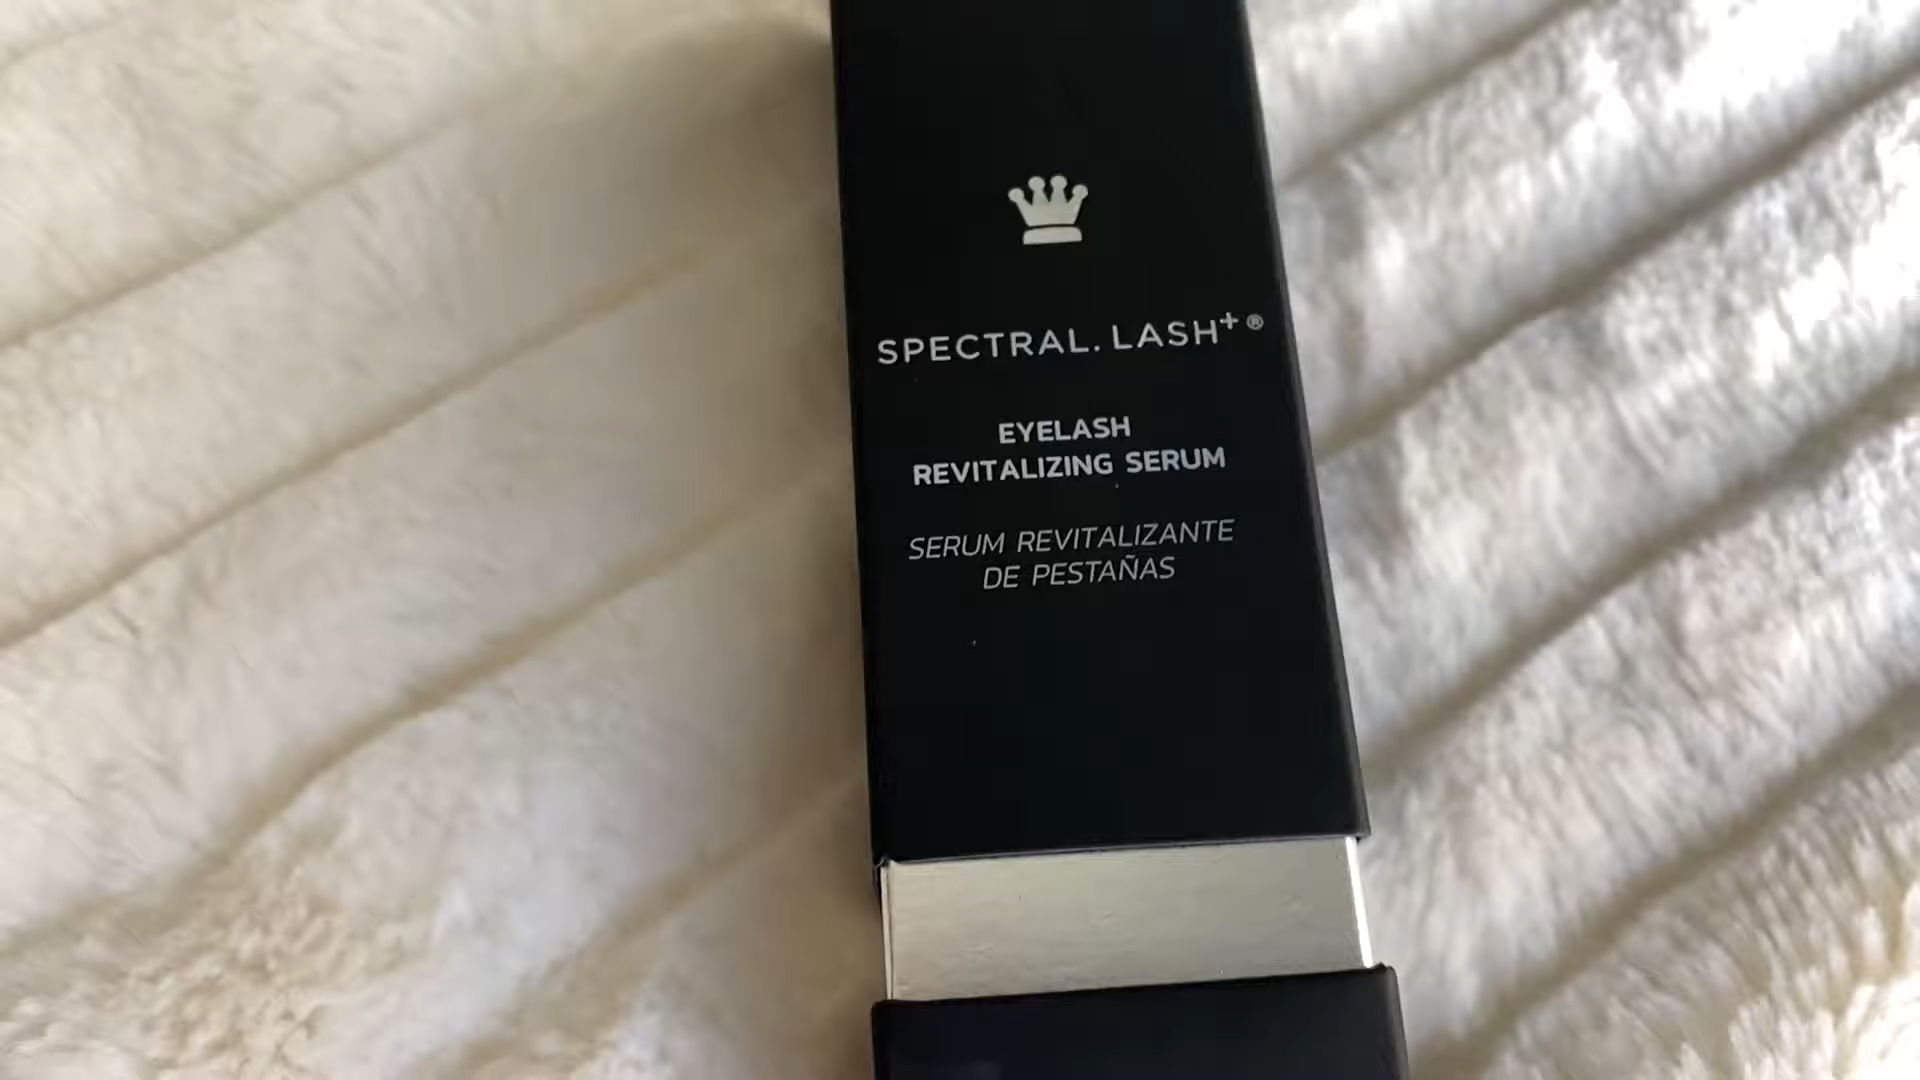 SPECTRAL. LASH⁺®
EYELASH
REVITALIZING SERUM
SERUM REVITALIZANTE
DE PESTAÑAS